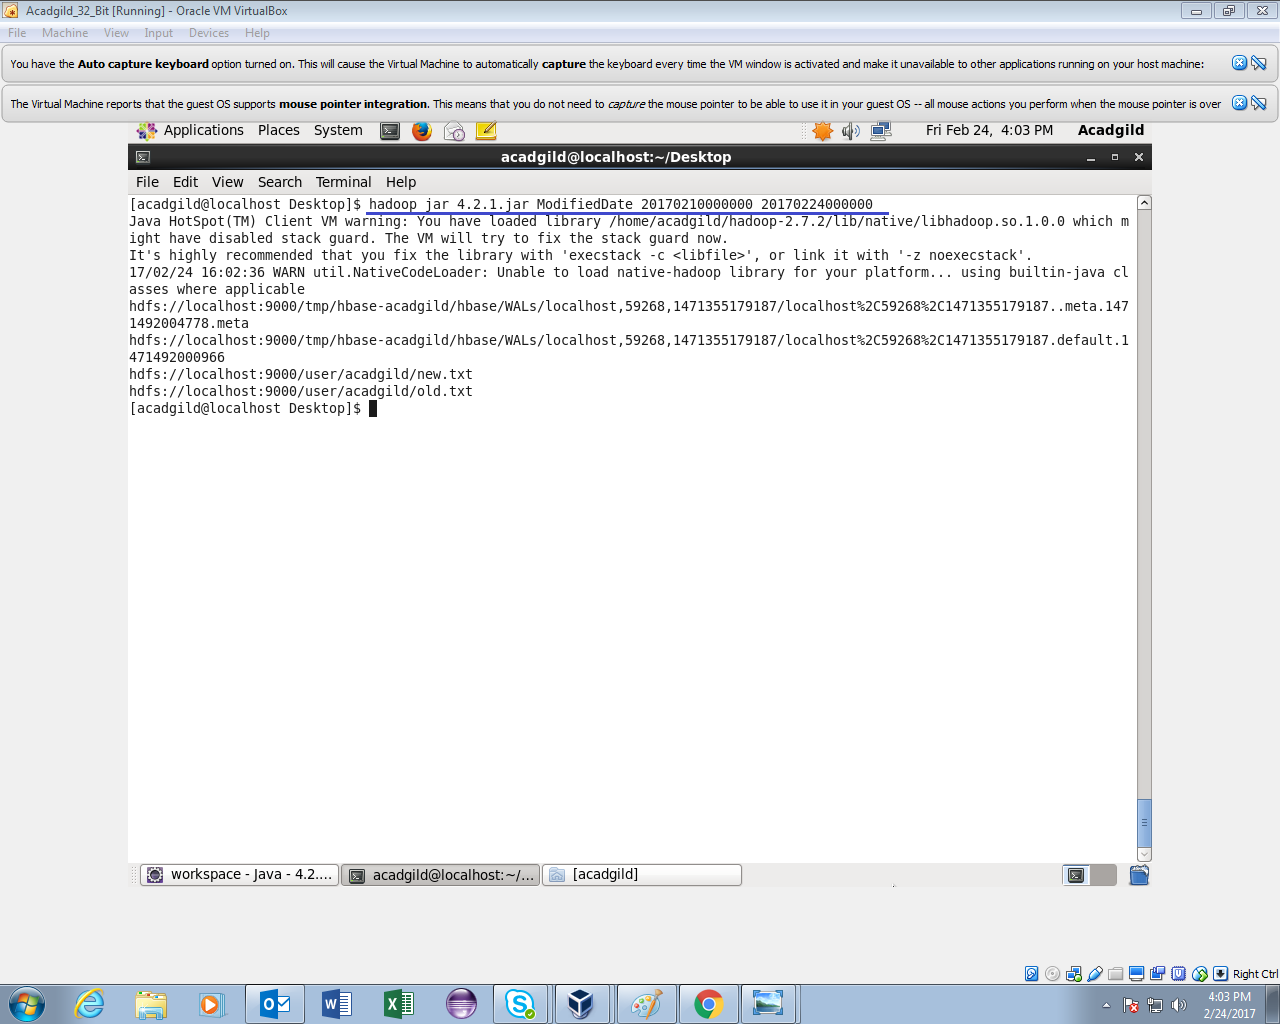 Acadgild_32_Bit [Running] - Oracle VM VirtualBox
File Machine View Input Devices Help
You have the Auto capture keyboard option turned on. This will cause the Virtual Machine to automatically capture the keyboard every time the VM window is activated and make it unavailable to other applications running on your host machine:
The Virtual Machine reports that the guest OS supports mouse pointer integration. This means that you do not need to capture the mouse pointer to be able to use it in your guest OS -- all mouse actions you perform when the mouse pointer is over
Applications Places System Fri Feb 24, 4:03 PM Acadgild
acadgild@localhost:~/Desktop
File Edit View Search Terminal Help
[acadgild@localhost Desktop]$ hadoop jar 4.2.1.jar ModifiedDate 20170210000000 20170224000000
Java HotSpot(TM) Client VM warning: You have loaded library /home/acadgild/hadoop-2.7.2/lib/native/libhadoop.so.1.0.0 which m
ight have disabled stack guard. The VM will try to fix the stack guard now.
It's highly recommended that you fix the library with 'execstack -c <libfile>', or link it with '-z noexecstack'.
17/02/24 16:02:36 WARN util.NativeCodeLoader: Unable to load native-hadoop library for your platform... using builtin-java cl
asses where applicable
hdfs://localhost:9000/tmp/hbase-acadgild/hbase/WALs/localhost,59268,1471355179187/localhost%2C59268%2C1471355179187..meta.147
1492004778.meta
hdfs://localhost:9000/tmp/hbase-acadgild/hbase/WALs/localhost,59268,1471355179187/localhost%2C59268%2C1471355179187.default.1
471492000966
hdfs://localhost:9000/user/acadgild/new.txt
hdfs://localhost:9000/user/acadgild/old.txt
[acadgild@localhost Desktop]$
workspace - Java - 4.2.... acadgild@localhost:~/... [acadgild]
Right Ctrl
4:03 PM
2/24/2017